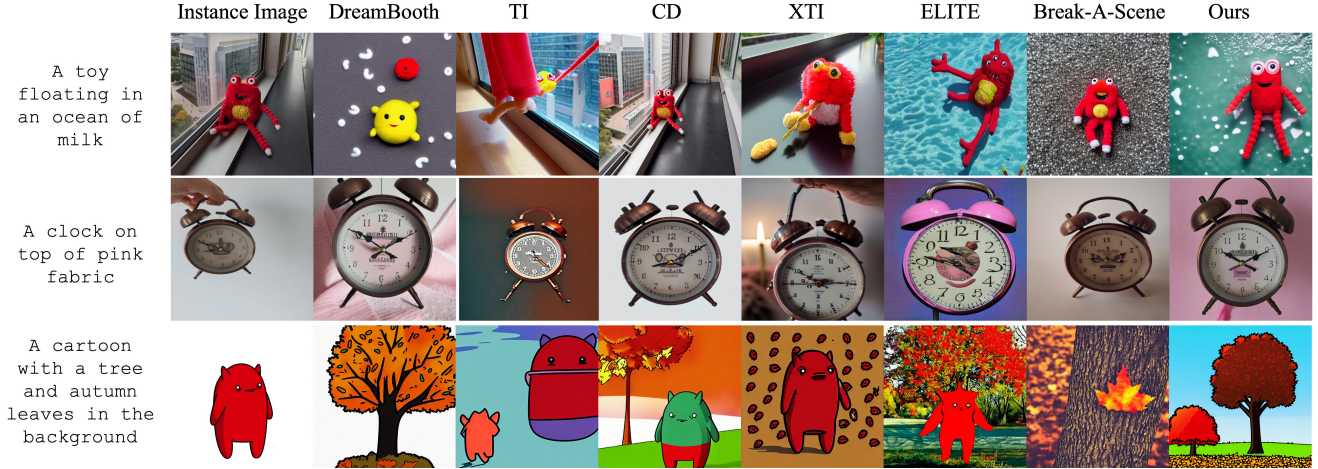 Instance Image DreamBooth TI CD XTI ELITE Break-A-Scene Ours
A toy
floating in
an ocean of
milk
A clock on
top of pink
fabric
A cartoon
with a tree
and autumn
leaves in the
background